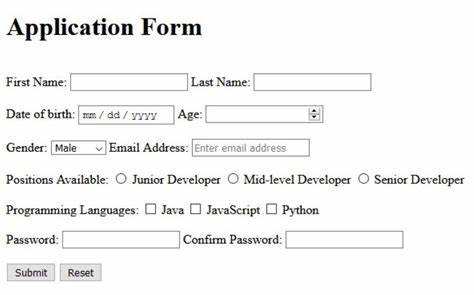 Application Form
First Name: Last Name:
Date of birth: mm / dd / yyyy Age:
Gender: Male Email Address: Enter email address
Positions Available: Junior Developer Mid-level Developer Senior Developer
Programming Languages: Java JavaScript Python
Password: Confirm Password:
Submit Reset